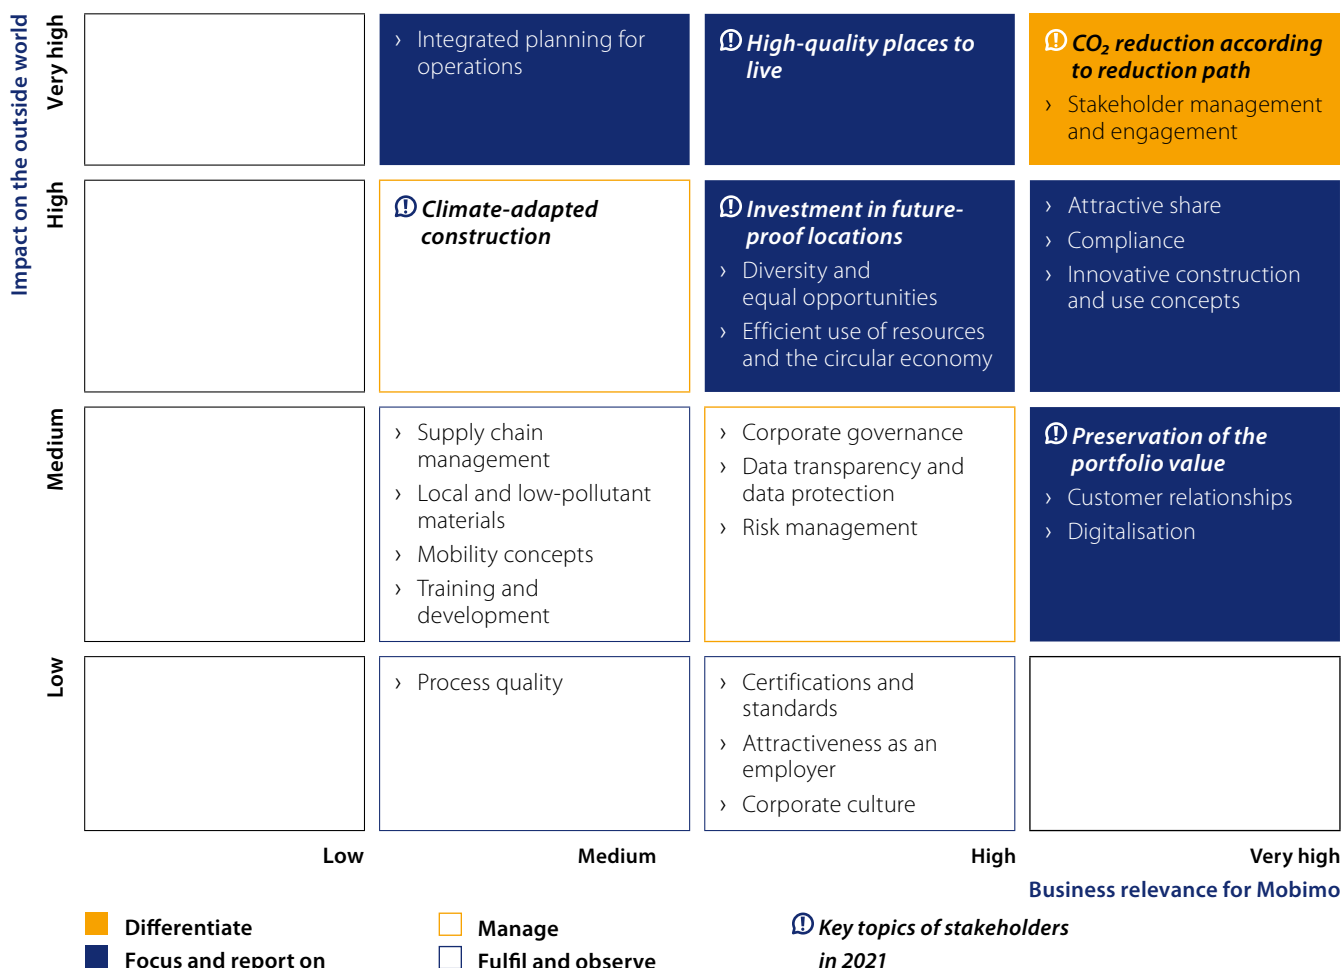 Impact on the outside world
Very high
› Integrated planning for
operations
High-quality places to
live
CO₂ reduction according
to reduction path
› Stakeholder management
and engagement
High
Climate-adapted
construction
Investment in future-
proof locations
› Diversity and
equal opportunities
› Efficient use of resources
and the circular economy
› Attractive share
› Compliance
› Innovative construction
and use concepts
Medium
› Supply chain
management
› Local and low-pollutant
materials
› Mobility concepts
› Training and
development
› Corporate governance
› Data transparency and
data protection
› Risk management
Preservation of the
portfolio value
› Customer relationships
› Digitalisation
Low
› Process quality
› Certifications and
standards
› Attractiveness as an
employer
› Corporate culture
Low
Medium
High
Very high
Business relevance for Mobimo
Differentiate
Focus and report on
Manage
Fulfil and observe
Key topics of stakeholders
in 2021